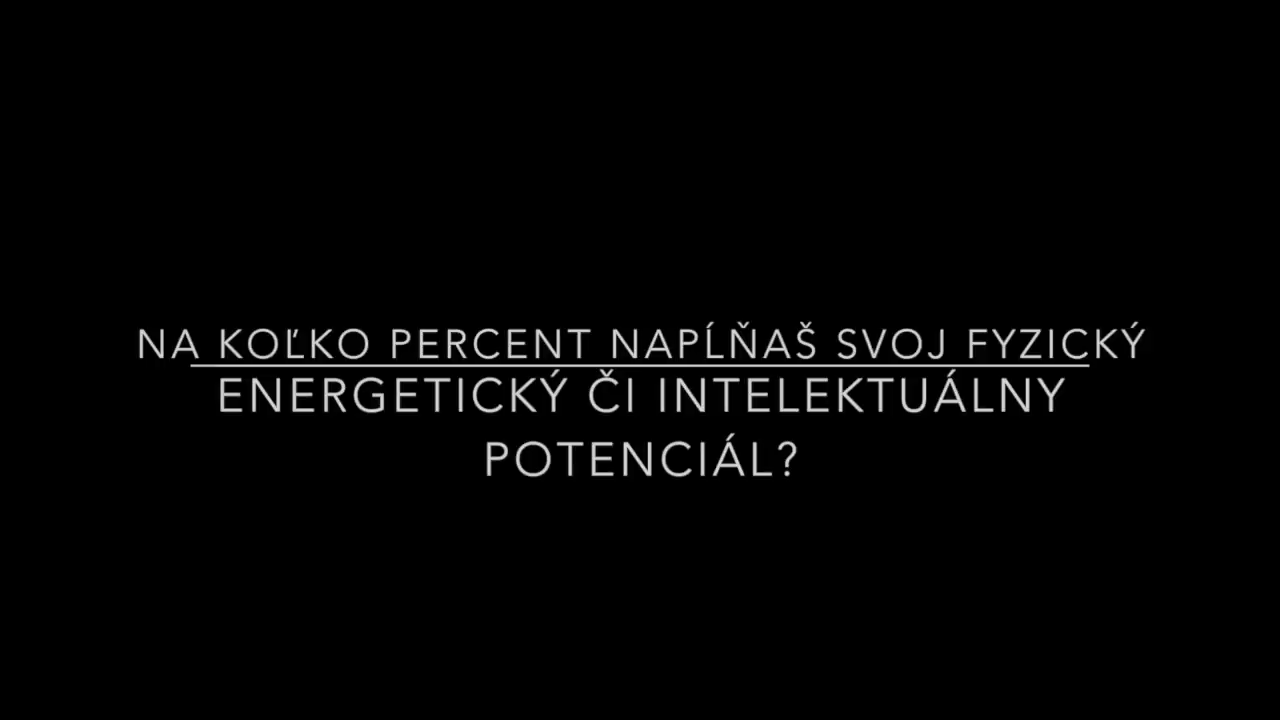 NA KOĽKO PERCENT NAPĹŇAŠ SVOJ FYZICKÝ
ENERGETICKÝ ČI INTELEKTUÁLNY
POTENCIÁL?